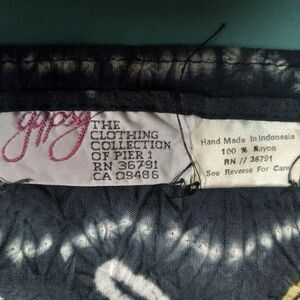 gypsy
THE
CLOTHING
COLLECTION
OF PIER 1
RN 36791
CA 09486
Hand Made In Indonesia
100 % Rayon
RN // 36791
See Reverse For Care